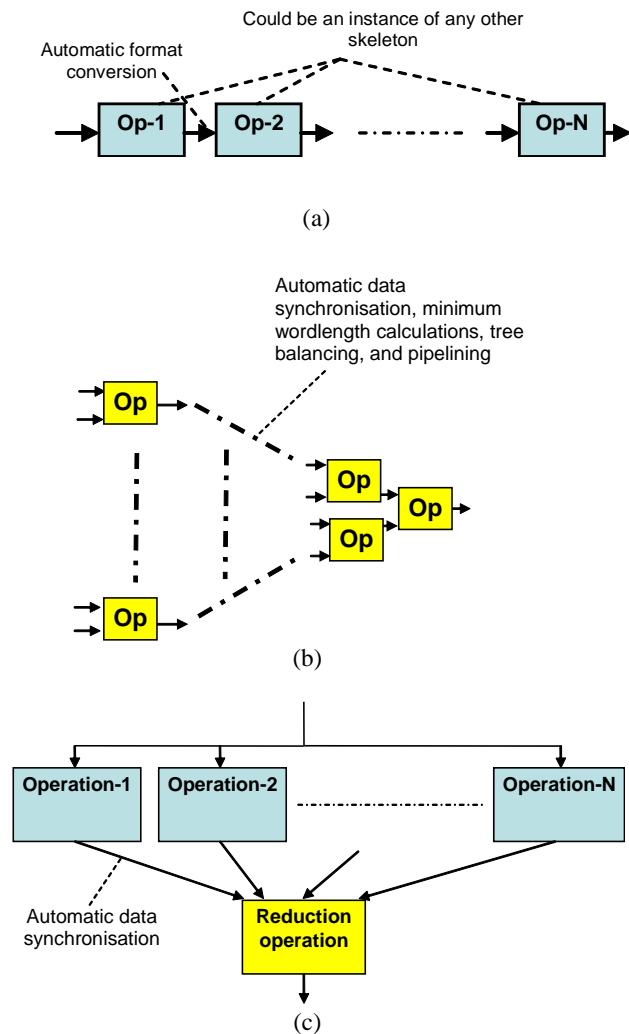 Could be an instance of any other
skeleton
Automatic format
conversion
Op-1
Op-2
Op-N
(a)
Automatic data
synchronisation, minimum
wordlength calculations, tree
balancing, and pipelining
Op
Op
Op
Op
Op
(b)
Operation-1
Operation-2
Operation-N
Automatic data
synchronisation
Reduction
operation
(c)